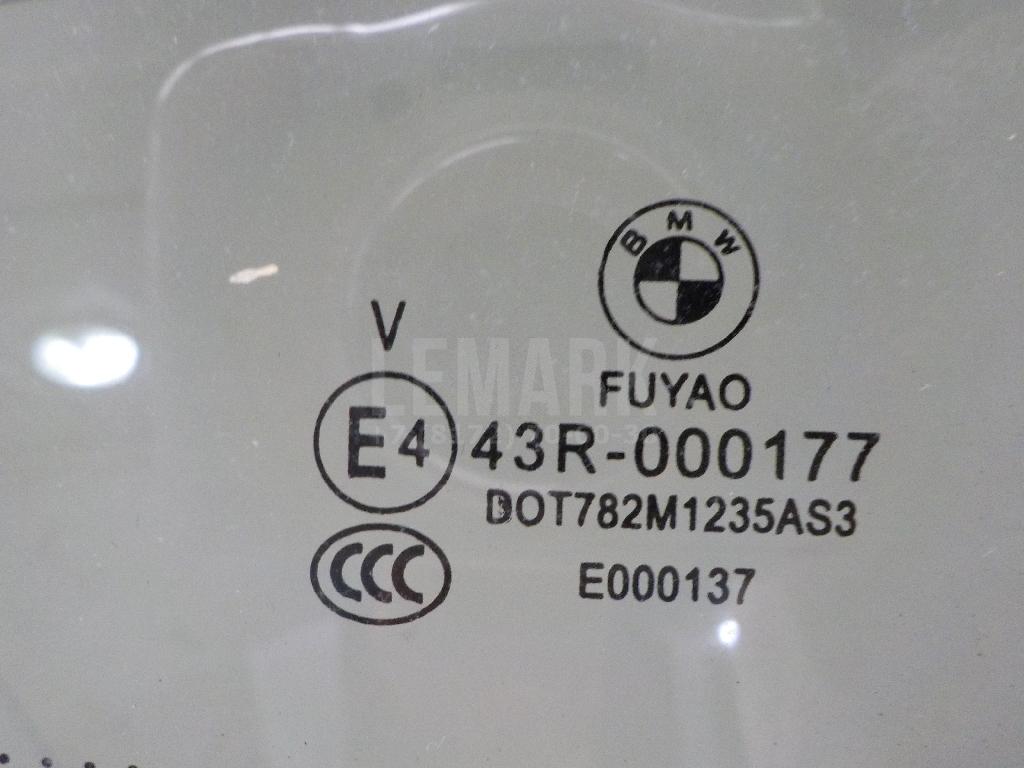 BMW
V
FUYAO
E4 43R-000177
DOT782M1235AS3
CCC E000137
LEMARK